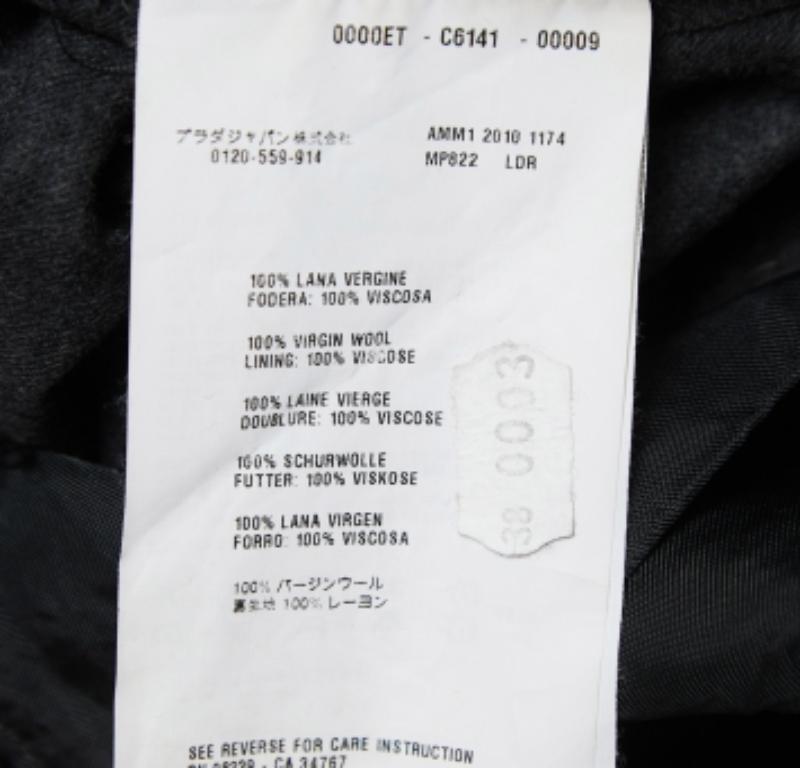 0000ET - C6141 - 00009
プラダジャパン株式会社
0120-559-914
AMM1 2010 1174
MP822 LDR
100% LANA VERGINE
FODERA: 100% VISCOSA
100% VIRGIN WOOL
LINING: 100% VISCOSE
100% LAINE VIERGE
DOUBLURE: 100% VISCOSE
100% SCHURWOLLE
FUTTER: 100% VISKOSE
100% LANA VIRGEN
FORRO: 100% VISCOSA
100% バージンウール
裏生地 100% レーヨン
38 0003
SEE REVERSE FOR CARE INSTRUCTION
CA 34767